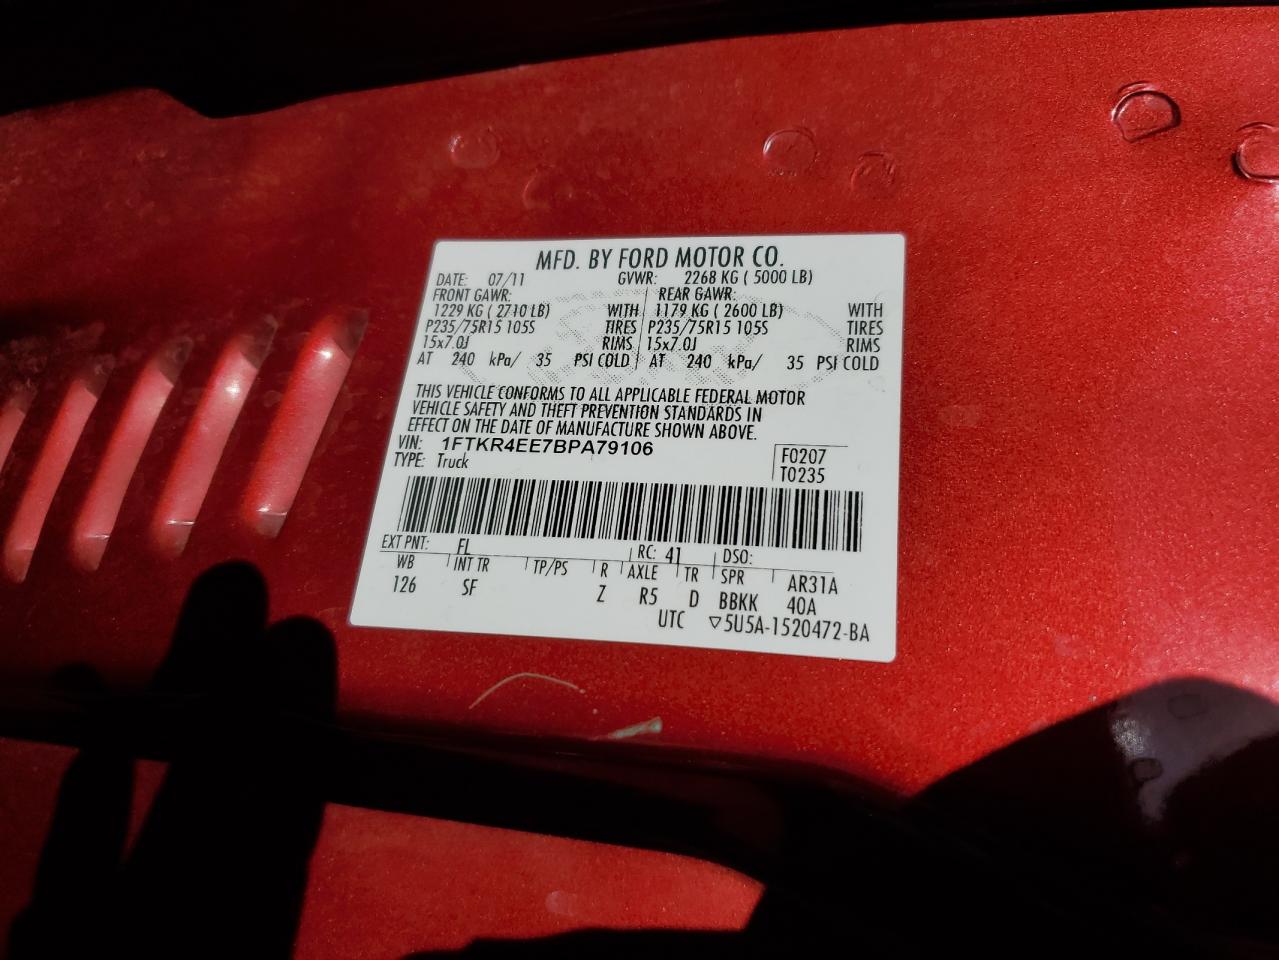 MFD. BY FORD MOTOR CO.
DATE: 07/11 GVWR: 2268 KG ( 5000 LB)
FRONT GAWR: REAR GAWR:
1229 KG ( 2710 LB) WITH 1179 KG ( 2600 LB) WITH
P235/75R15 105S TIRES P235/75R15 105S TIRES
15x7.0J RIMS 15x7.0J RIMS
AT 240 kPa/ 35 PSI COLD AT 240 kPa/ 35 PSI COLD
THIS VEHICLE CONFORMS TO ALL APPLICABLE FEDERAL MOTOR
VEHICLE SAFETY AND THEFT PREVENTION STANDARDS IN
EFFECT ON THE DATE OF MANUFACTURE SHOWN ABOVE.
VIN: 1FTKR4EE7BPA79106 F0207
TYPE: Truck T0235
EXT PNT: FL RC: 41 DSO:
WB INT TR TP/PS R AXLE TR SPR AR31A
126 SF Z R5 D BBKK 40A
UTC ▽5U5A-1520472-BA